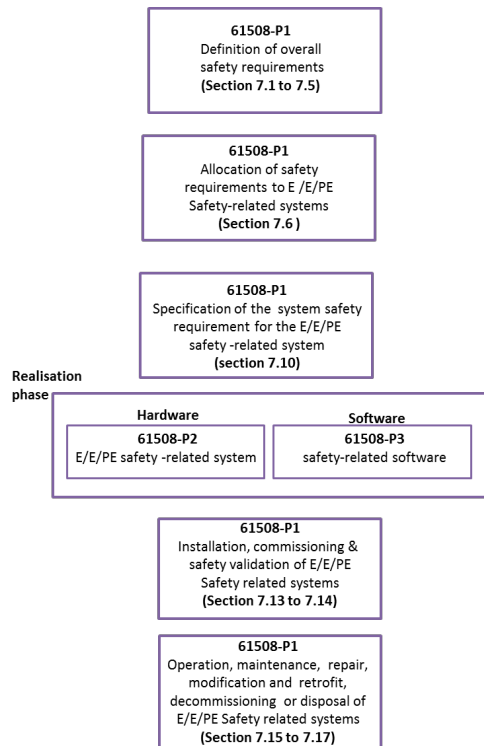 61508-P1
Definition of overall
safety requirements
(Section 7.1 to 7.5)
61508-P1
Allocation of safety
requirements to E /E/PE
Safety-related systems
(Section 7.6 )
61508-P1
Specification of the system safety
requirement for the E/E/PE
safety -related system
(section 7.10)
Realisation
phase
Hardware
61508-P2
E/E/PE safety -related system
Software
61508-P3
safety-related software
61508-P1
Installation, commissioning &
safety validation of E/E/PE
Safety related systems
(Section 7.13 to 7.14)
61508-P1
Operation, maintenance, repair,
modification and retrofit,
decommissioning or disposal of
E/E/PE Safety related systems
(Section 7.15 to 7.17)